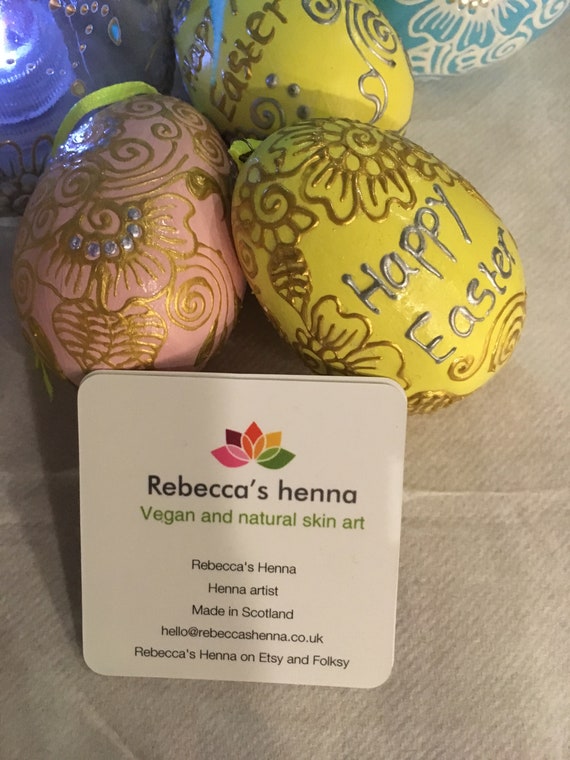 Happy
Easter
Happy
Easter
Rebecca's henna
Vegan and natural skin art
Rebecca's Henna
Henna artist
Made in Scotland
hello@rebeccashenna.co.uk
Rebecca's Henna on Etsy and Folksy